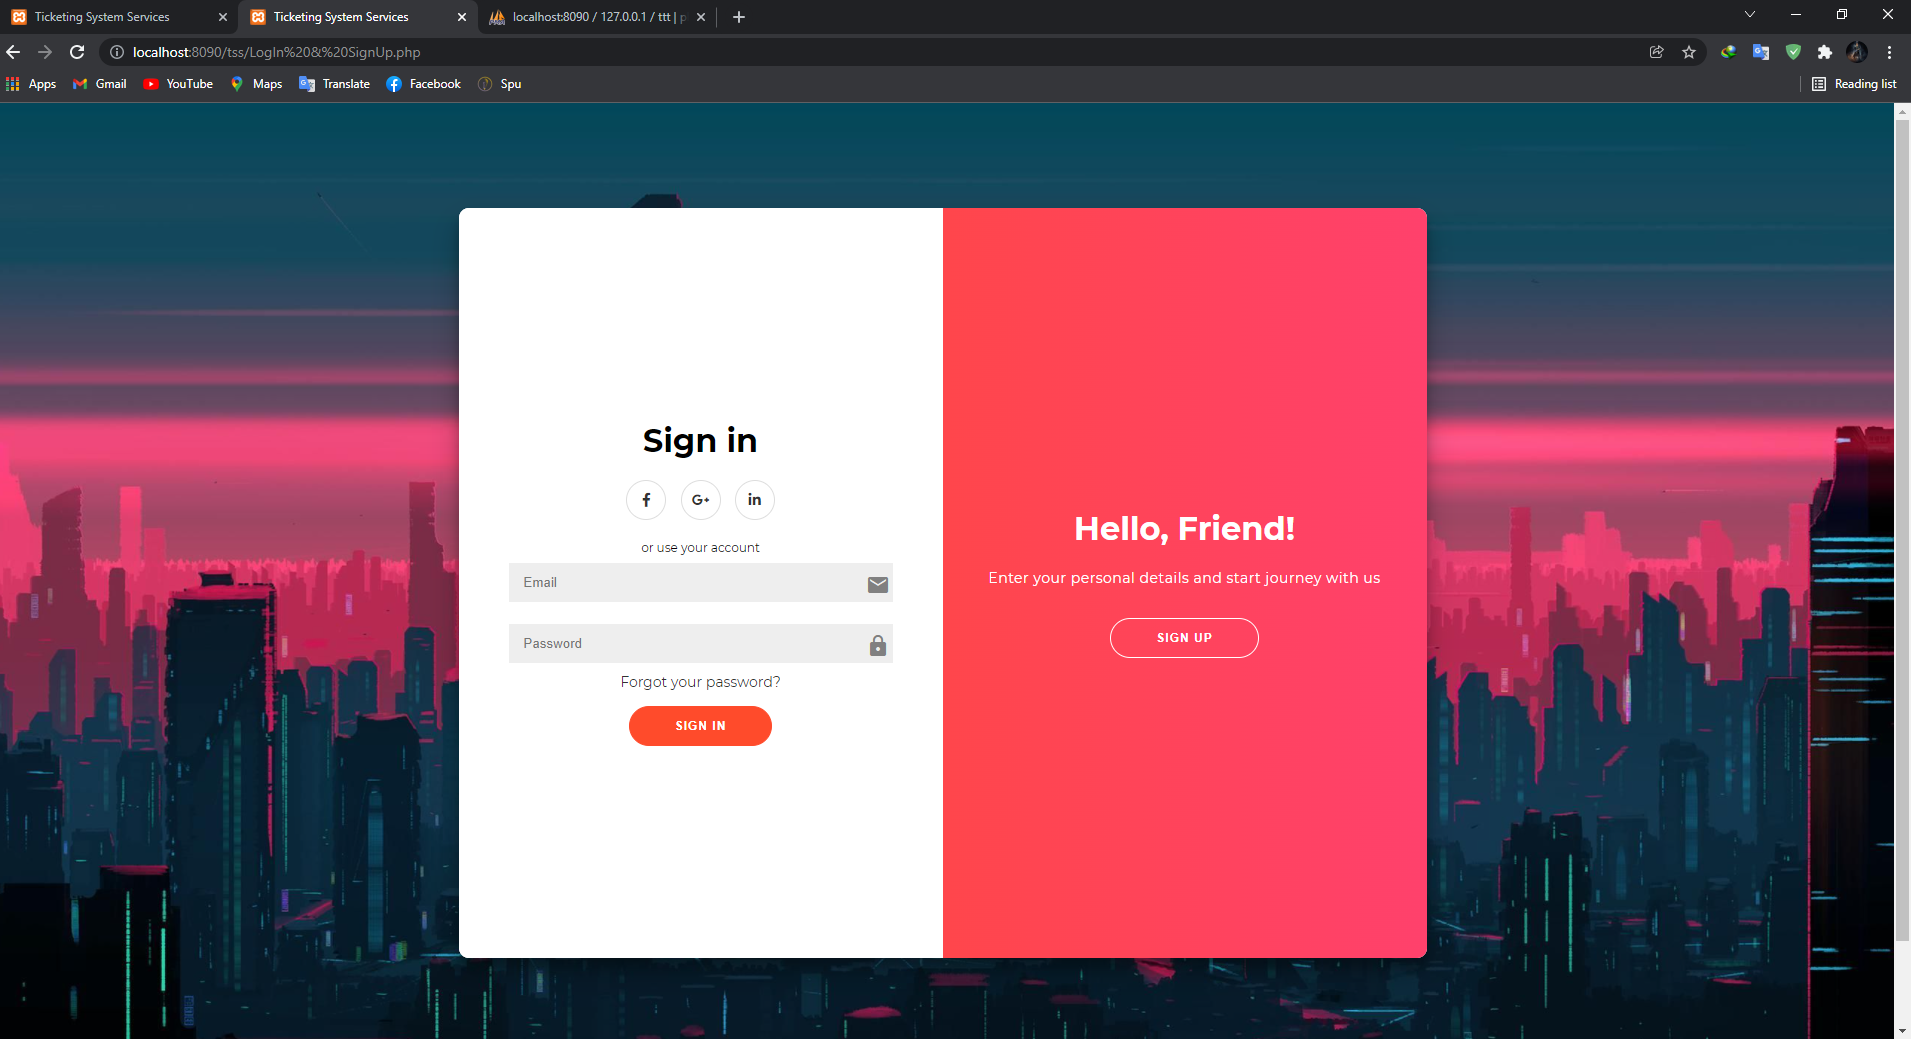 Ticketing System Services
Ticketing System Services
localhost:8090 / 127.0.0.1 / ttt | p
localhost:8090/tss/LogIn%20&%20SignUp.php
Apps
Gmail
YouTube
Maps
Translate
Facebook
Spu
Reading list
Sign in
f
G+
in
or use your account
Email
Password
Forgot your password?
SIGN IN
Hello, Friend!
Enter your personal details and start journey with us
SIGN UP